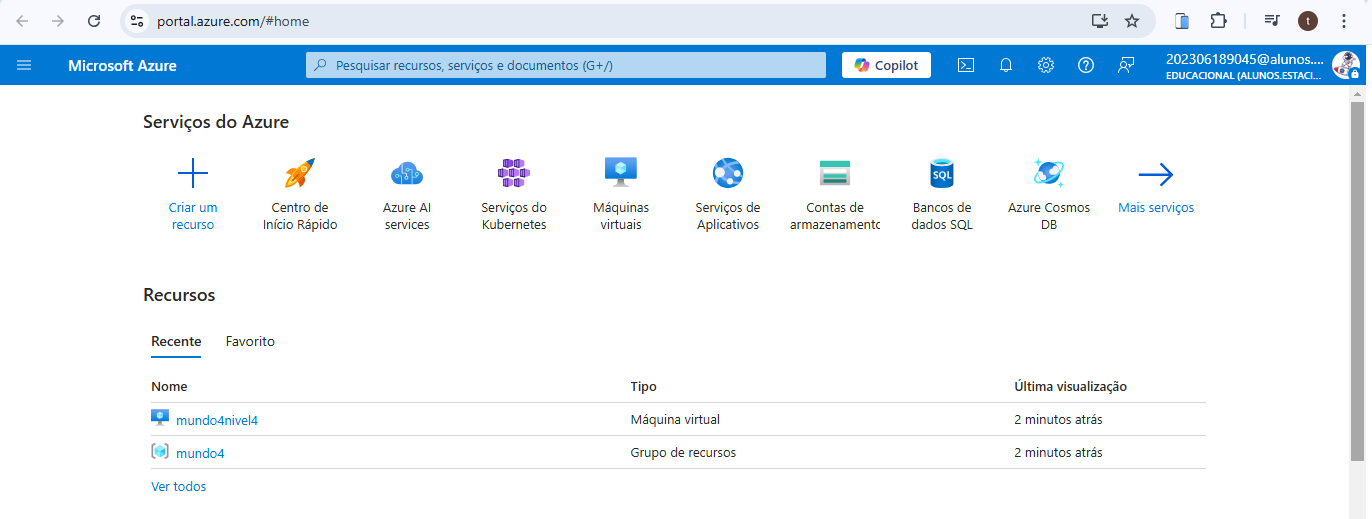 portal.azure.com/#home
t
Microsoft Azure
Pesquisar recursos, serviços e documentos (G+/)
Copilot
202306189045@alunos....
EDUCACIONAL (ALUNOS.ESTACI...
Serviços do Azure
Criar um
recurso
Centro de
Início Rápido
Azure AI
services
Serviços do
Kubernetes
Máquinas
virtuais
Serviços de
Aplicativos
Contas de
armazenamento
SQL
Bancos de
dados SQL
Azure Cosmos
DB
Mais serviços
Recursos
Recente Favorito
Nome Tipo Última visualização
mundo4nivel4 Máquina virtual 2 minutos atrás
mundo4 Grupo de recursos 2 minutos atrás
Ver todos